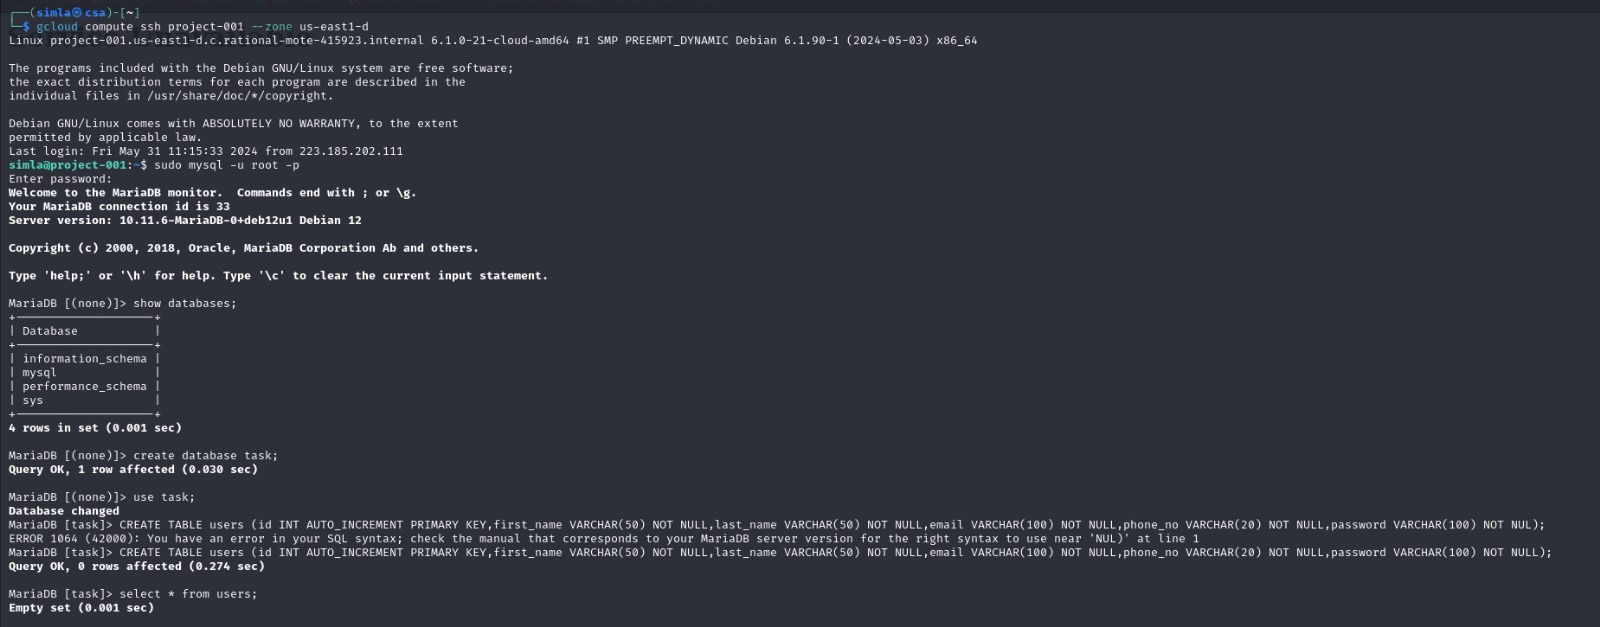 ┌──(simla㉿csa)-[~]
└─$ gcloud compute ssh project-001 --zone us-east1-d
Linux project-001.us-east1-d.c.rational-mote-415923.internal 6.1.0-21-cloud-amd64 #1 SMP PREEMPT_DYNAMIC Debian 6.1.90-1 (2024-05-03) x86_64
The programs included with the Debian GNU/Linux system are free software;
the exact distribution terms for each program are described in the
individual files in /usr/share/doc/*/copyright.
Debian GNU/Linux comes with ABSOLUTELY NO WARRANTY, to the extent
permitted by applicable law.
Last login: Fri May 31 11:15:33 2024 from 223.185.202.111
simla@project-001:~$ sudo mysql -u root -p
Enter password:
Welcome to the MariaDB monitor.  Commands end with ; or \g.
Your MariaDB connection id is 33
Server version: 10.11.6-MariaDB-0+deb12u1 Debian 12
Copyright (c) 2000, 2018, Oracle, MariaDB Corporation Ab and others.
Type 'help;' or '\h' for help. Type '\c' to clear the current input statement.
MariaDB [(none)]> show databases;
+--------------------+
| Database           |
+--------------------+
| information_schema |
| mysql              |
| performance_schema |
| sys                |
+--------------------+
4 rows in set (0.001 sec)
MariaDB [(none)]> create database task;
Query OK, 1 row affected (0.030 sec)
MariaDB [(none)]> use task;
Database changed
MariaDB [task]> CREATE TABLE users (id INT AUTO_INCREMENT PRIMARY KEY,first_name VARCHAR(50) NOT NULL,last_name VARCHAR(50) NOT NULL,email VARCHAR(100) NOT NULL,phone_no VARCHAR(20) NOT NULL,password VARCHAR(100) NOT NUL);
ERROR 1064 (42000): You have an error in your SQL syntax; check the manual that corresponds to your MariaDB server version for the right syntax to use near 'NUL)' at line 1
MariaDB [task]> CREATE TABLE users (id INT AUTO_INCREMENT PRIMARY KEY,first_name VARCHAR(50) NOT NULL,last_name VARCHAR(50) NOT NULL,email VARCHAR(100) NOT NULL,phone_no VARCHAR(20) NOT NULL,password VARCHAR(100) NOT NULL);
Query OK, 0 rows affected (0.274 sec)
MariaDB [task]> select * from users;
Empty set (0.001 sec)